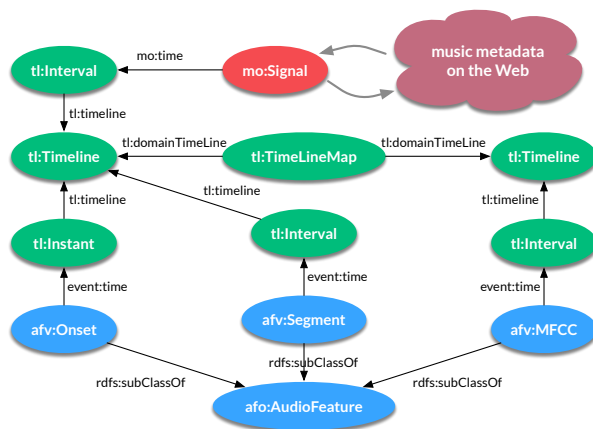 mo:time
music metadata
on the Web
tl:Interval
mo:Signal
tl:timeline
tl:domainTimeLine
tl:domainTimeLine
tl:Timeline
tl:TimeLineMap
tl:Timeline
tl:timeline
tl:timeline
tl:timeline
tl:Instant
tl:Interval
tl:Interval
event:time
event:time
event:time
afv:Onset
afv:Segment
afv:MFCC
rdfs:subClassOf
rdfs:subClassOf
rdfs:subClassOf
afo:AudioFeature